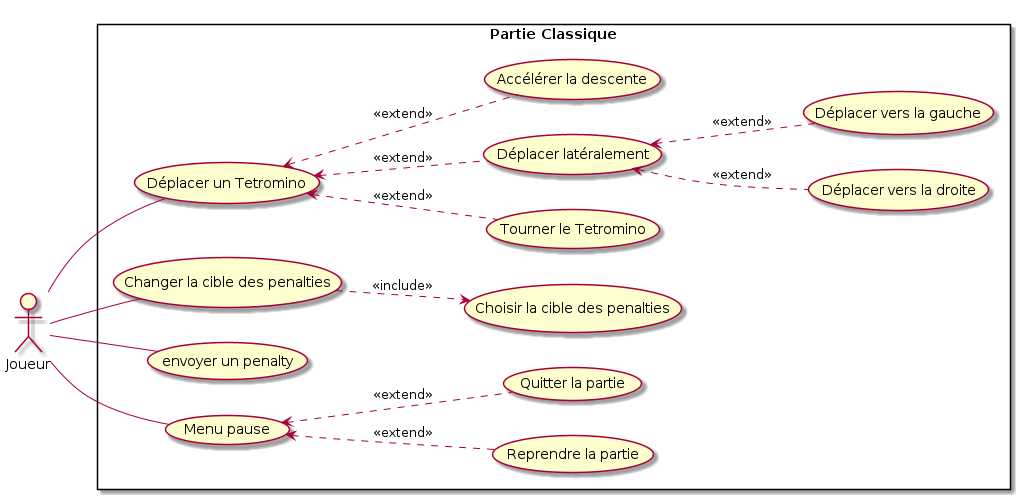 Partie Classique
Accélérer la descente
«extend»
Déplacer vers la gauche
«extend»
Déplacer latéralement
«extend»
Déplacer un Tetromino
«extend»
Déplacer vers la droite
«extend»
Tourner le Tetromino
Changer la cible des penalties
«include»
Choisir la cible des penalties
Joueur
envoyer un penalty
Quitter la partie
«extend»
Menu pause
«extend»
Reprendre la partie